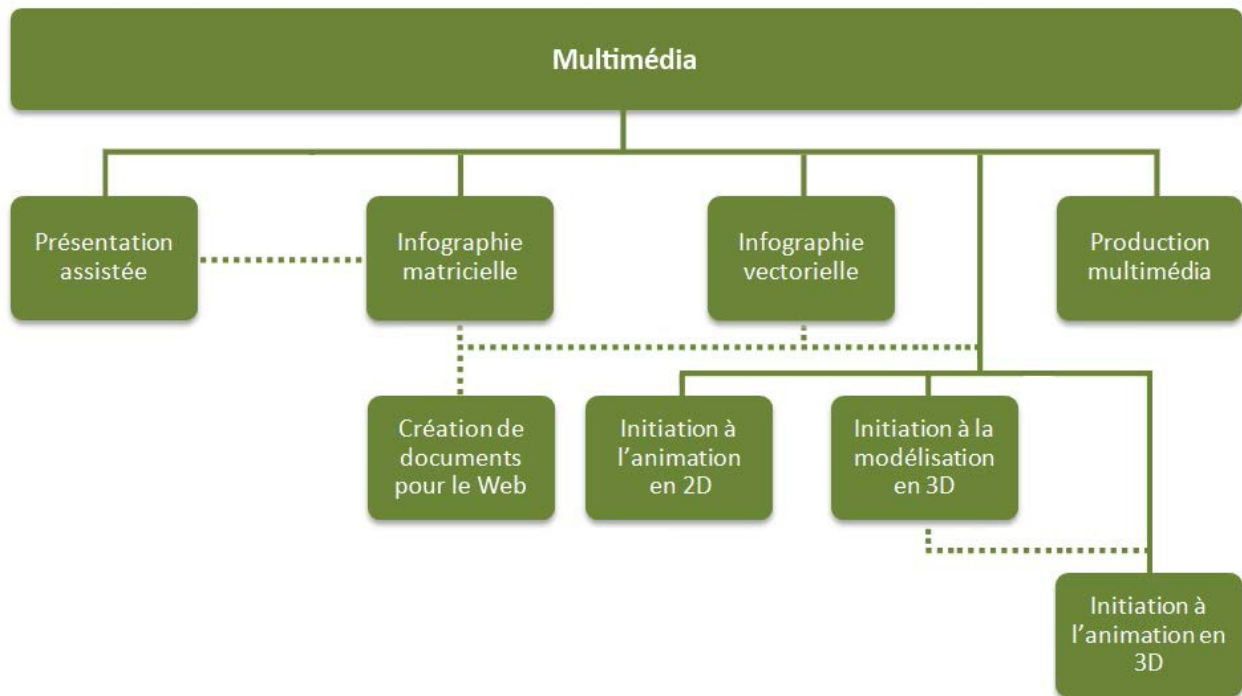 Multimédia
Présentation
assistée
Infographie
matricielle
Infographie
vectorielle
Production
multimédia
Création de
documents
pour le Web
Initiation à
l'animation
en 2D
Initiation à la
modélisation
en 3D
Initiation à
l'animation en
3D